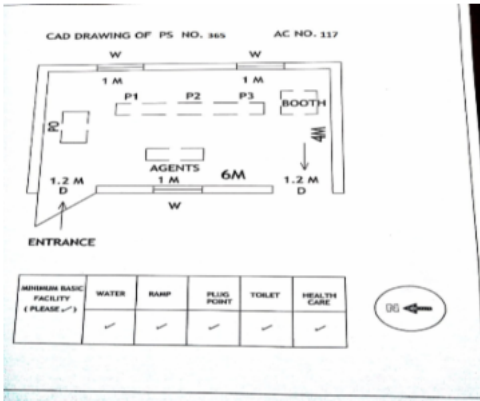 CAD DRAWING OF PS NO. 365 AC NO. 117
W W
1 M 1 M
P1 P2 P3
BOOTH
PO
4M
AGENTS
1.2 M 1 M 6M 1.2 M
D D
W
ENTRANCE
MINIMUM BASIC FACILITY ( PLEASE ✓ ) WATER RAMP PLUG POINT TOILET HEALTH CARE
✓ ✓ ✓ ✓ ✓